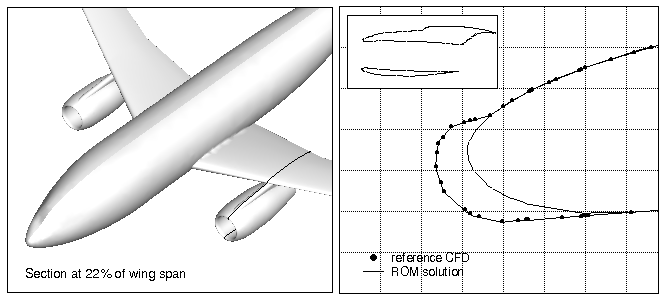 Section at 22% of wing span
reference CFD
ROM solution